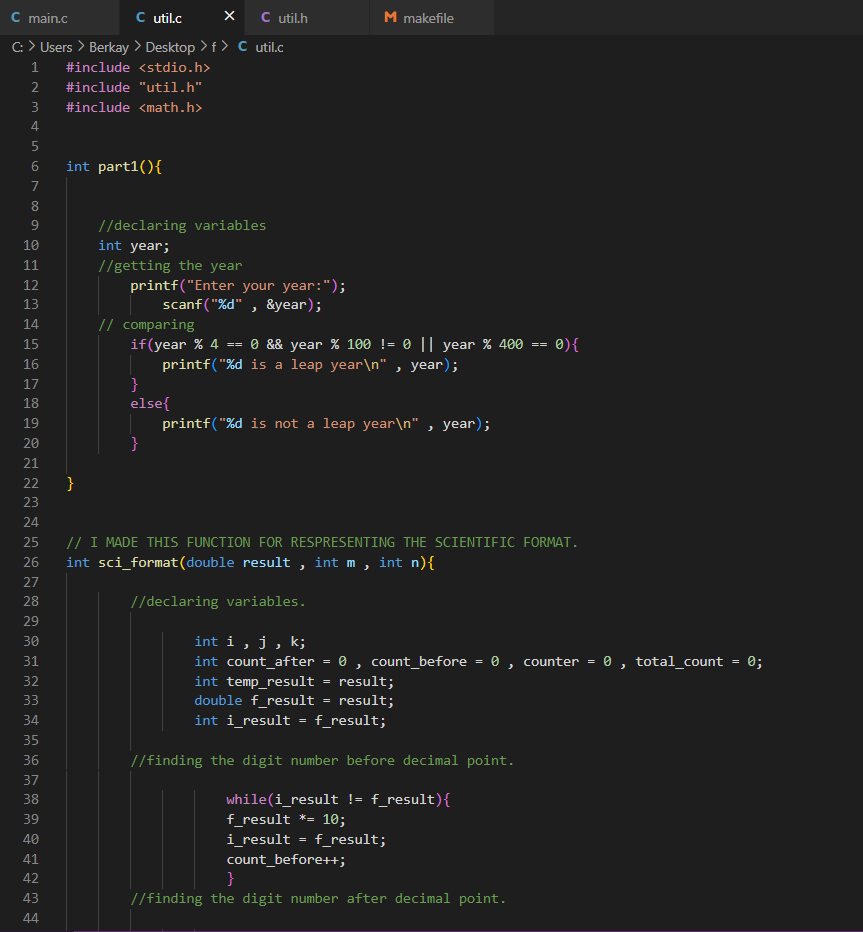 C main.c C util.c × C util.h M makefile
C: > Users > Berkay > Desktop > f > C util.c
1 #include <stdio.h>
2 #include "util.h"
3 #include <math.h>
4
5
6 int part1(){
7
8
9 //declaring variables
10 int year;
11 //getting the year
12 printf("Enter your year:");
13 scanf("%d" , &year);
14 // comparing
15 if(year % 4 == 0 && year % 100 != 0 || year % 400 == 0){
16 printf("%d is a leap year\n" , year);
17 }
18 else{
19 printf("%d is not a leap year\n" , year);
20 }
21
22 }
23
24
25 // I MADE THIS FUNCTION FOR RESPRESENTING THE SCIENTIFIC FORMAT.
26 int sci_format(double result , int m , int n){
27
28 //declaring variables.
29
30 int i , j , k;
31 int count_after = 0 , count_before = 0 , counter = 0 , total_count = 0;
32 int temp_result = result;
33 double f_result = result;
34 int i_result = f_result;
35
36 //finding the digit number before decimal point.
37
38 while(i_result != f_result){
39 f_result *= 10;
40 i_result = f_result;
41 count_before++;
42 }
43 //finding the digit number after decimal point.
44